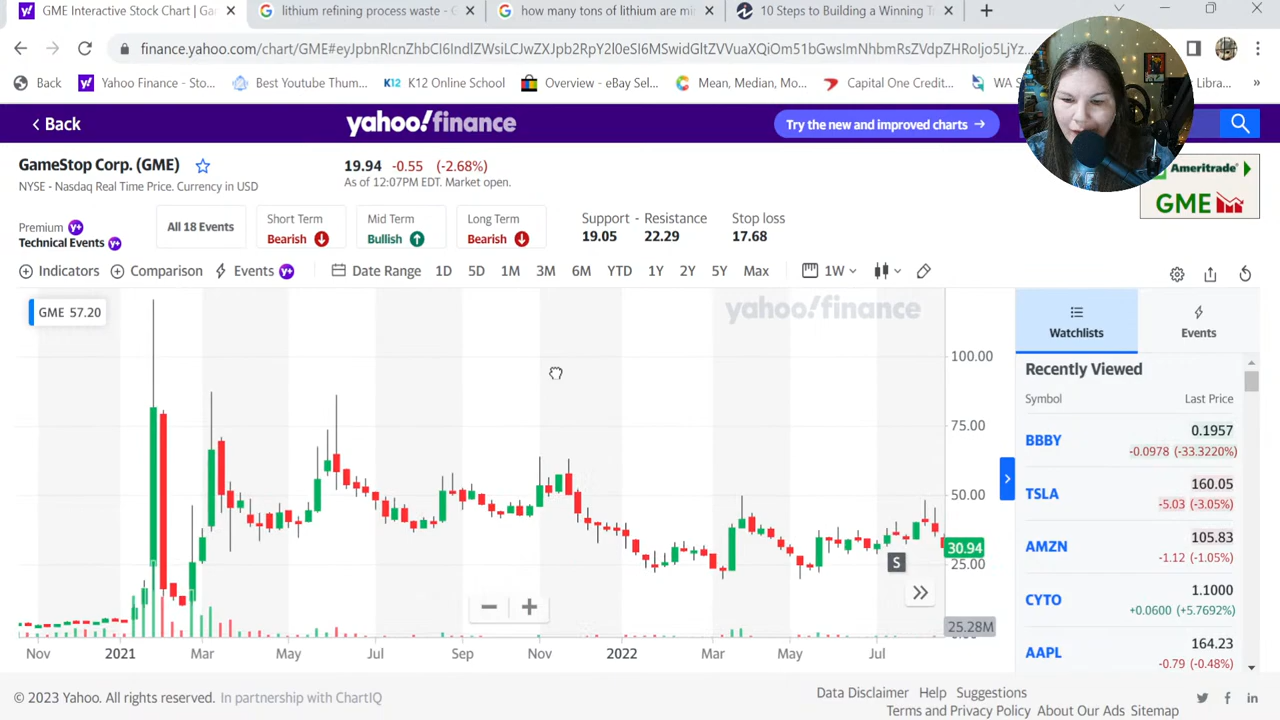 GME Interactive Stock Chart | Ga
lithium refining process waste - G
how many tons of lithium are mi
10 Steps to Building a Winning T
finance.yahoo.com/chart/GME#eyJpbnRlcnZhbCI6IndlZWsiLCJwZXJpb2RpY2l0eSI6MSwidGltZVVuaXQiOm51bGwsImNhbmRsZVdpZHRoIjo5LjYz...
Back
Yahoo Finance - Sto...
Best Youtube Thum...
K12 Online School
Overview - eBay Sel...
Mean, Median, Mo...
Capital One Credit...
WA S
Libra...
»
Back
yahoo!finance
Try the new and improved charts
GameStop Corp. (GME)
19.94 -0.55 (-2.68%)
NYSE - Nasdaq Real Time Price. Currency in USD
As of 12:07PM EDT. Market open.
Ameritrade
GME
Premium Y+
Technical Events Y+
All 18 Events
Short Term
Bearish
Mid Term
Bullish
Long Term
Bearish
Support - Resistance
19.05 22.29
Stop loss
17.68
Indicators
Comparison
Events Y+
Date Range
1D
5D
1M
3M
6M
YTD
1Y
2Y
5Y
Max
1W
GME 57.20
yahoo!finance
100.00
75.00
50.00
30.94
25.00
S
25.28M
Nov
2021
Mar
May
Jul
Sep
Nov
2022
Mar
May
Jul
Watchlists
Events
Recently Viewed
Symbol Last Price
BBBY 0.1957
-0.0978 (-33.3220%)
TSLA 160.05
-5.03 (-3.05%)
AMZN 105.83
-1.12 (-1.05%)
CYTO 1.1000
+0.0600 (+5.7692%)
AAPL 164.23
-0.79 (-0.48%)
© 2023 Yahoo. All rights reserved. In partnership with ChartIQ
Data Disclaimer Help Suggestions
Terms and Privacy Policy About Our Ads Sitemap